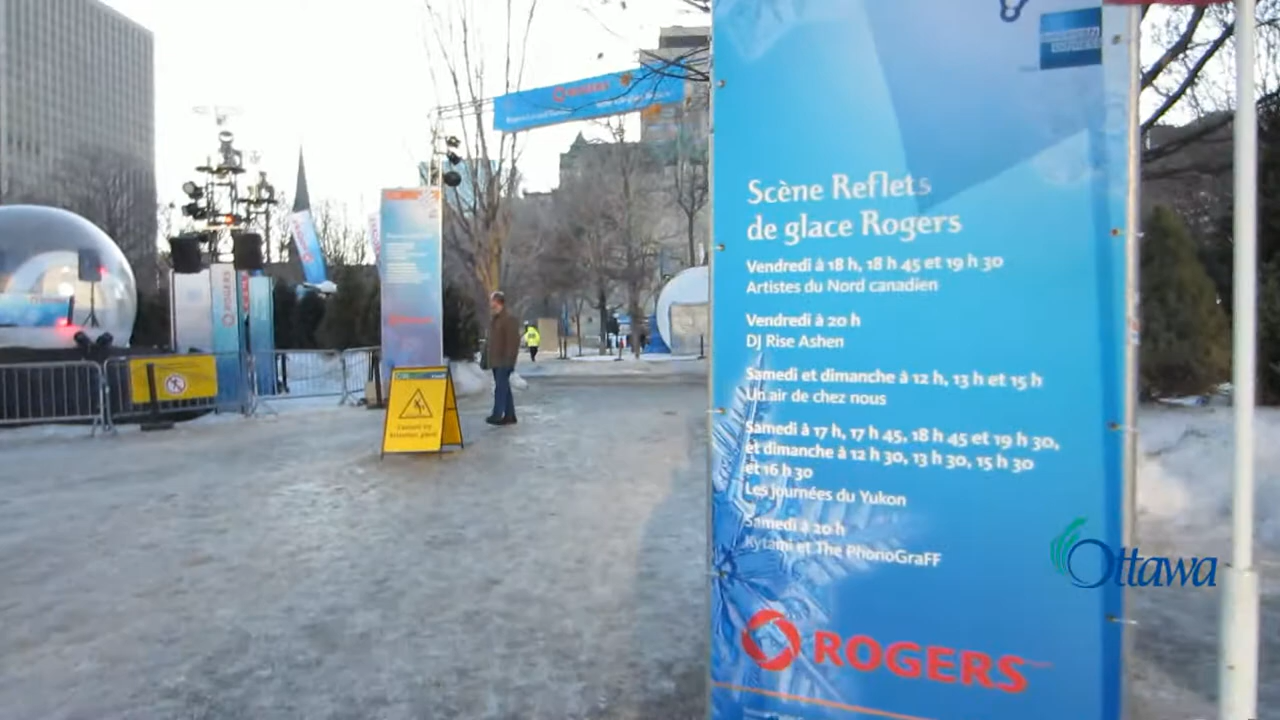 Scène Reflets
de glace Rogers
Vendredi à 18 h, 18 h 45 et 19 h 30
Artistes du Nord canadien
Vendredi à 20 h
DJ Rise Ashen
Samedi et dimanche à 12 h, 13 h et 15 h
Un air de chez nous
Samedi à 17 h, 17 h 45, 18 h 45 et 19 h 30,
et dimanche à 12 h 30, 13 h 30, 15 h 30
et 16 h 30
Les Journées du Yukon
Samedi à 20 h
Kytami et The PhonoGraFF
ROGERS
Ottawa
ROGERS